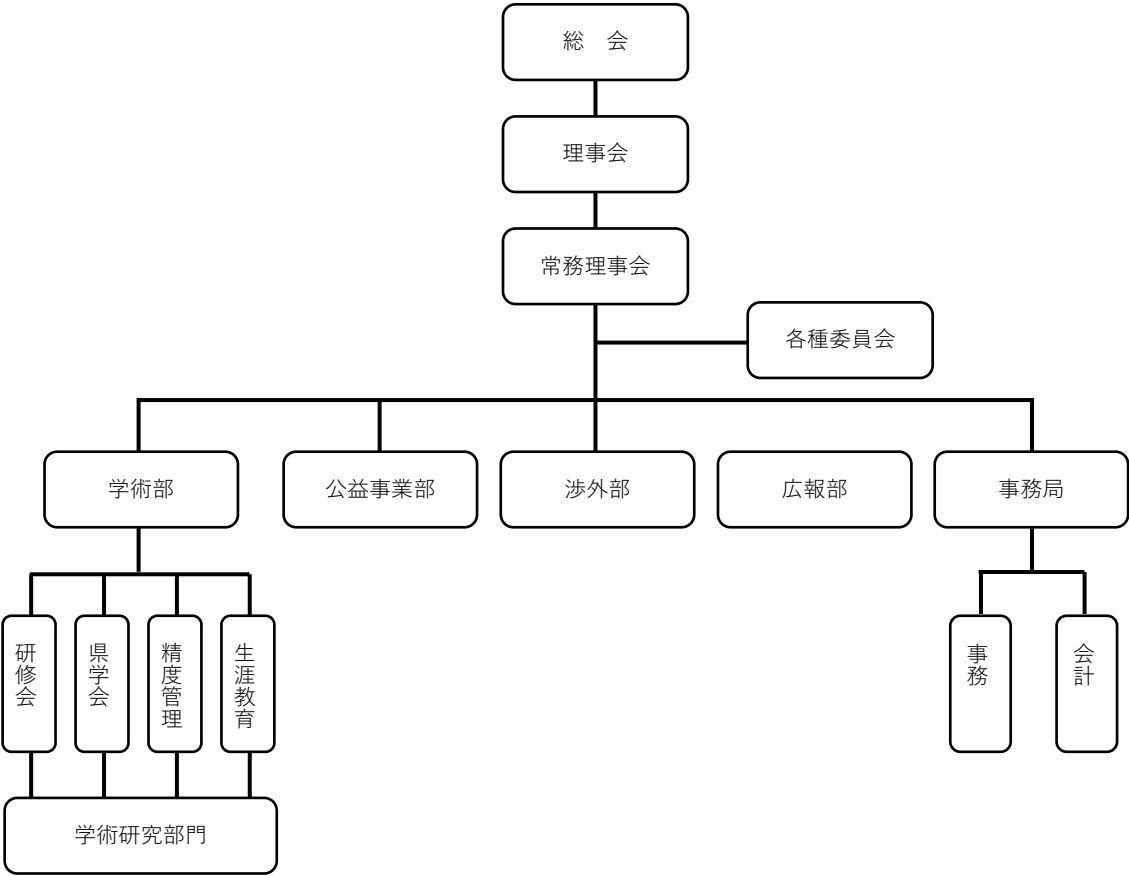 総　会
理事会
常務理事会
各種委員会
学術部
公益事業部
渉外部
広報部
事務局
研修会
県学会
精度管理
生涯教育
事務
会計
学術研究部門